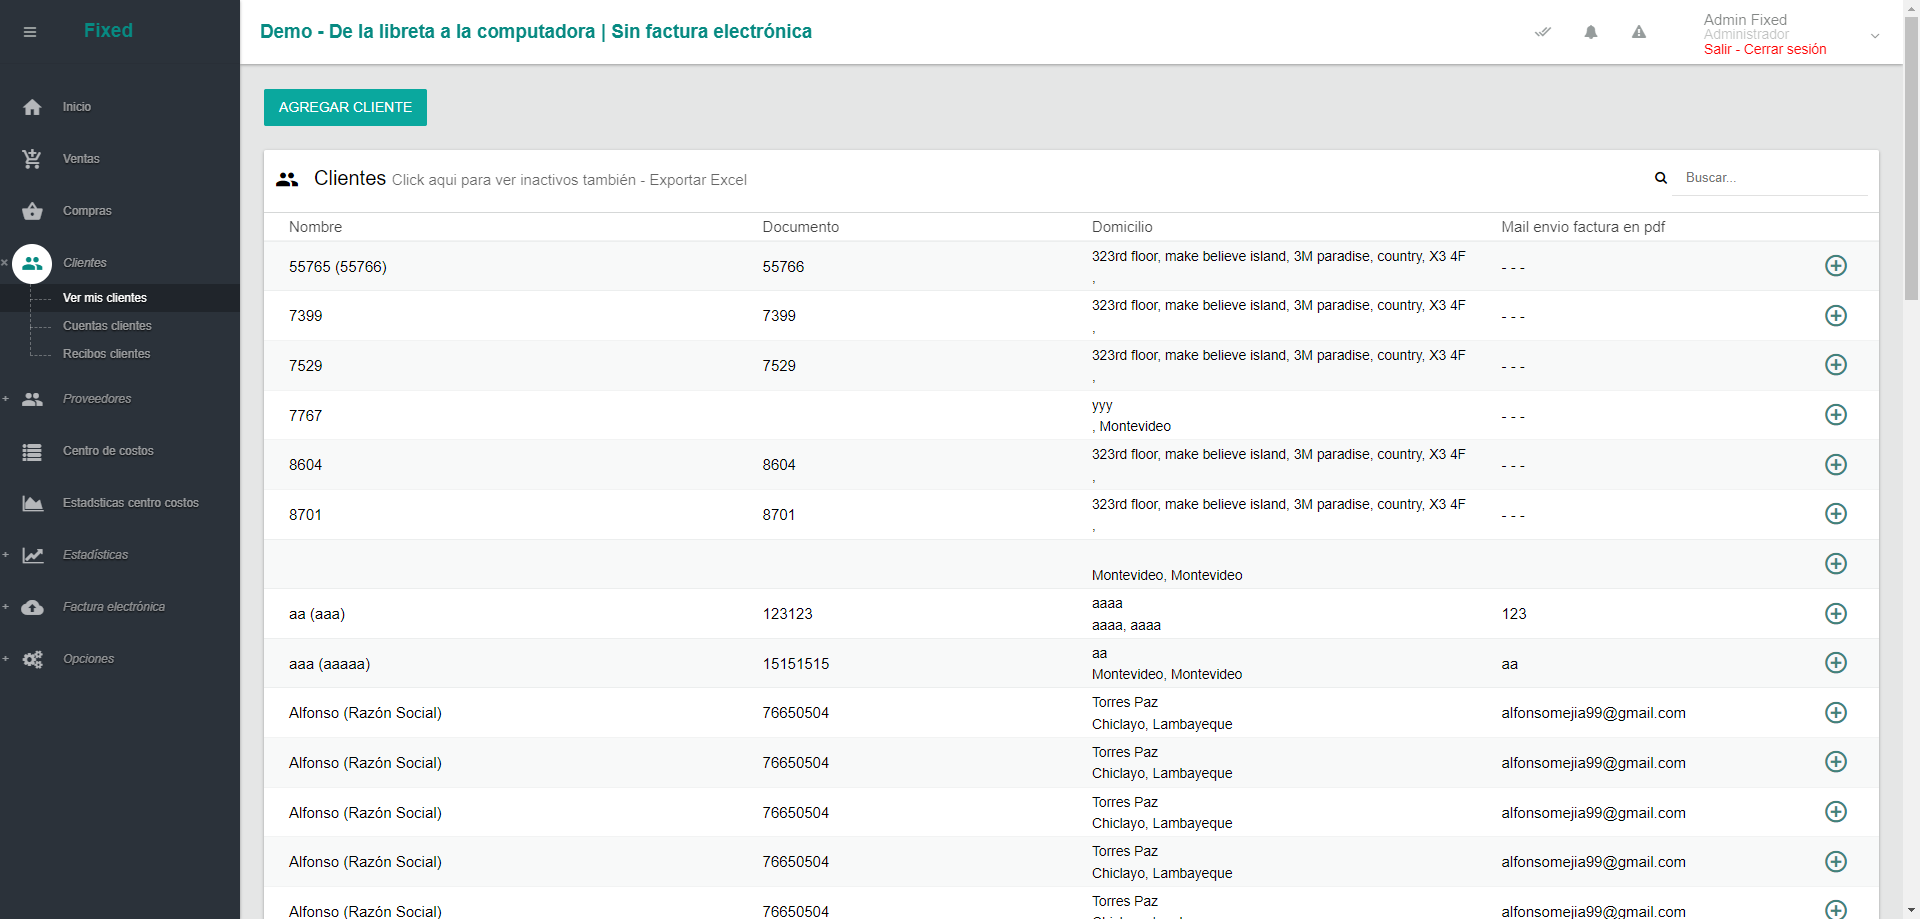 Fixed
Demo - De la libreta a la computadora | Sin factura electrónica
Admin Fixed
Administrador
Salir - Cerrar sesión
Inicio
Ventas
Compras
Clientes
Ver mis clientes
Cuentas clientes
Recibos clientes
Proveedores
Centro de costos
Estadsticas centro costos
Estadísticas
Factura electrónica
Opciones
AGREGAR CLIENTE
Clientes Click aqui para ver inactivos también - Exportar Excel
Buscar...
Nombre Documento Domicilio Mail envio factura en pdf
55765 (55766) 55766 323rd floor, make believe island, 3M paradise, country, X3 4F - - -
,
7399 7399 323rd floor, make believe island, 3M paradise, country, X3 4F - - -
,
7529 7529 323rd floor, make believe island, 3M paradise, country, X3 4F - - -
,
7767 yyy - - -
, Montevideo
8604 8604 323rd floor, make believe island, 3M paradise, country, X3 4F - - -
,
8701 8701 323rd floor, make believe island, 3M paradise, country, X3 4F - - -
,
Montevideo, Montevideo
aa (aaa) 123123 aaaa 123
aaaa, aaaa
aaa (aaaaa) 15151515 aa aa
Montevideo, Montevideo
Alfonso (Razón Social) 76650504 Torres Paz alfonsomejia99@gmail.com
Chiclayo, Lambayeque
Alfonso (Razón Social) 76650504 Torres Paz alfonsomejia99@gmail.com
Chiclayo, Lambayeque
Alfonso (Razón Social) 76650504 Torres Paz alfonsomejia99@gmail.com
Chiclayo, Lambayeque
Alfonso (Razón Social) 76650504 Torres Paz alfonsomejia99@gmail.com
Chiclayo, Lambayeque
Alfonso (Razón Social) 76650504 Torres Paz alfonsomejia99@gmail.com